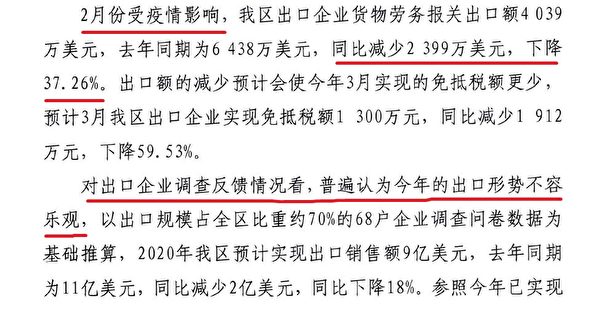 2月份受疫情影响，我区出口企业货物劳务报关出口额4 039
万美元，去年同期为6 438万美元，同比减少2 399万美元，下降
37.26%。出口额的减少预计会使今年3月实现的免抵税额更少，
预计3月我区出口企业实现免抵税额1 300万元，同比减少1 912
万元，下降59.53%。
对出口企业调查反馈情况看，普遍认为今年的出口形势不容
乐观，以出口规模占全区比重约70%的68户企业调查问卷数据为
基础推算，2020年我区预计实现出口销售额9亿美元，去年同期
为11亿美元，同比减少2亿美元，同比下降18%。参照今年已实现